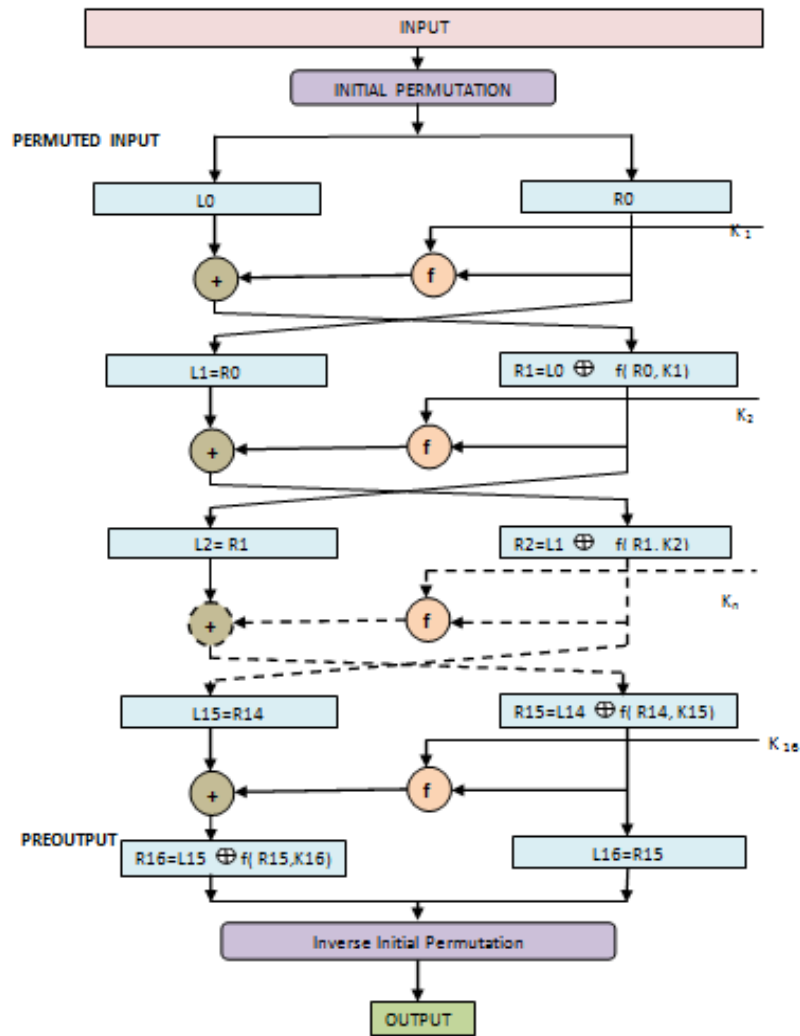 INPUT
INITIAL PERMUTATION
PERMUTED INPUT
L0
R0
K 1
f
+
L1=R0
R1=L0 ⊕ f( R0, K1)
K2
f
+
L2= R1
R2=L1 ⊕ f( R1, K2)
Kn
f
+
L15=R14
R15=L14 ⊕ f( R14, K15)
K 16
f
+
PREOUTPUT
R16=L15 ⊕ f( R15,K16)
L16=R15
Inverse Initial Permutation
OUTPUT